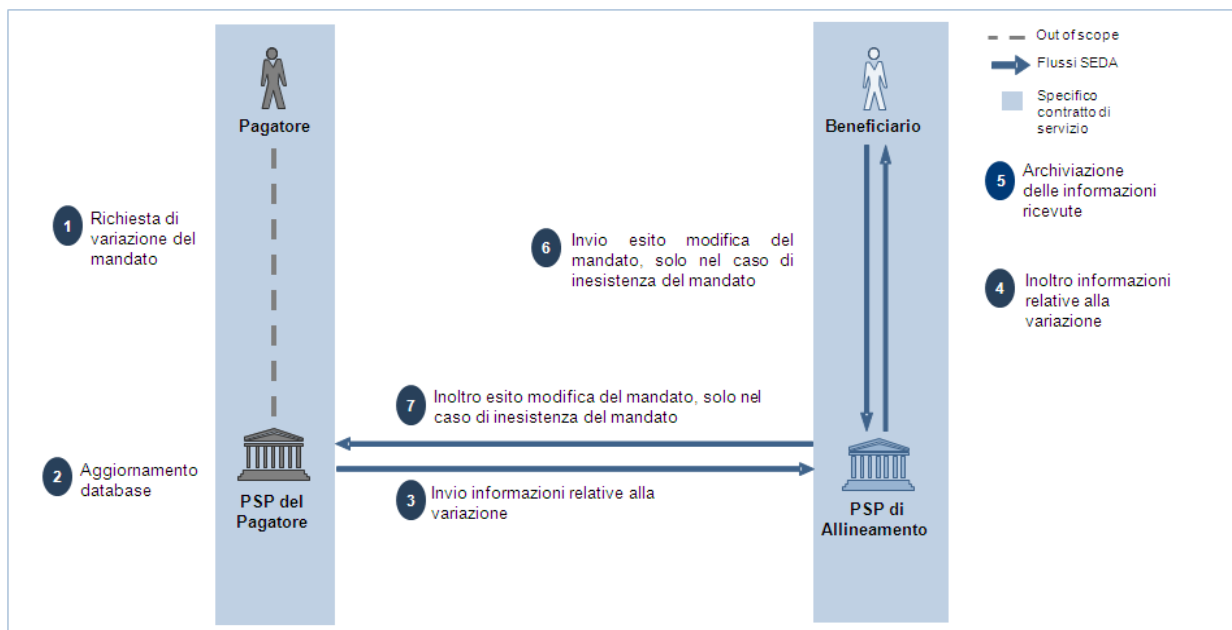 Pagatore
Beneficiario
Out of scope
Flussi SEDA
Specifico
contratto di
servizio
1
Richiesta di
variazione del
mandato
5
Archiviazione
delle informazioni
ricevute
6
Invio esito modifica del
mandato, solo nel caso di
inesistenza del mandato
4
Inoltro informazioni
relative alla
variazione
7
Inoltro esito modifica del mandato, solo nel
caso di inesistenza del mandato
2
Aggiornamento
database
3
Invio informazioni relative alla
variazione
PSP del
Pagatore
PSP di
Allineamento